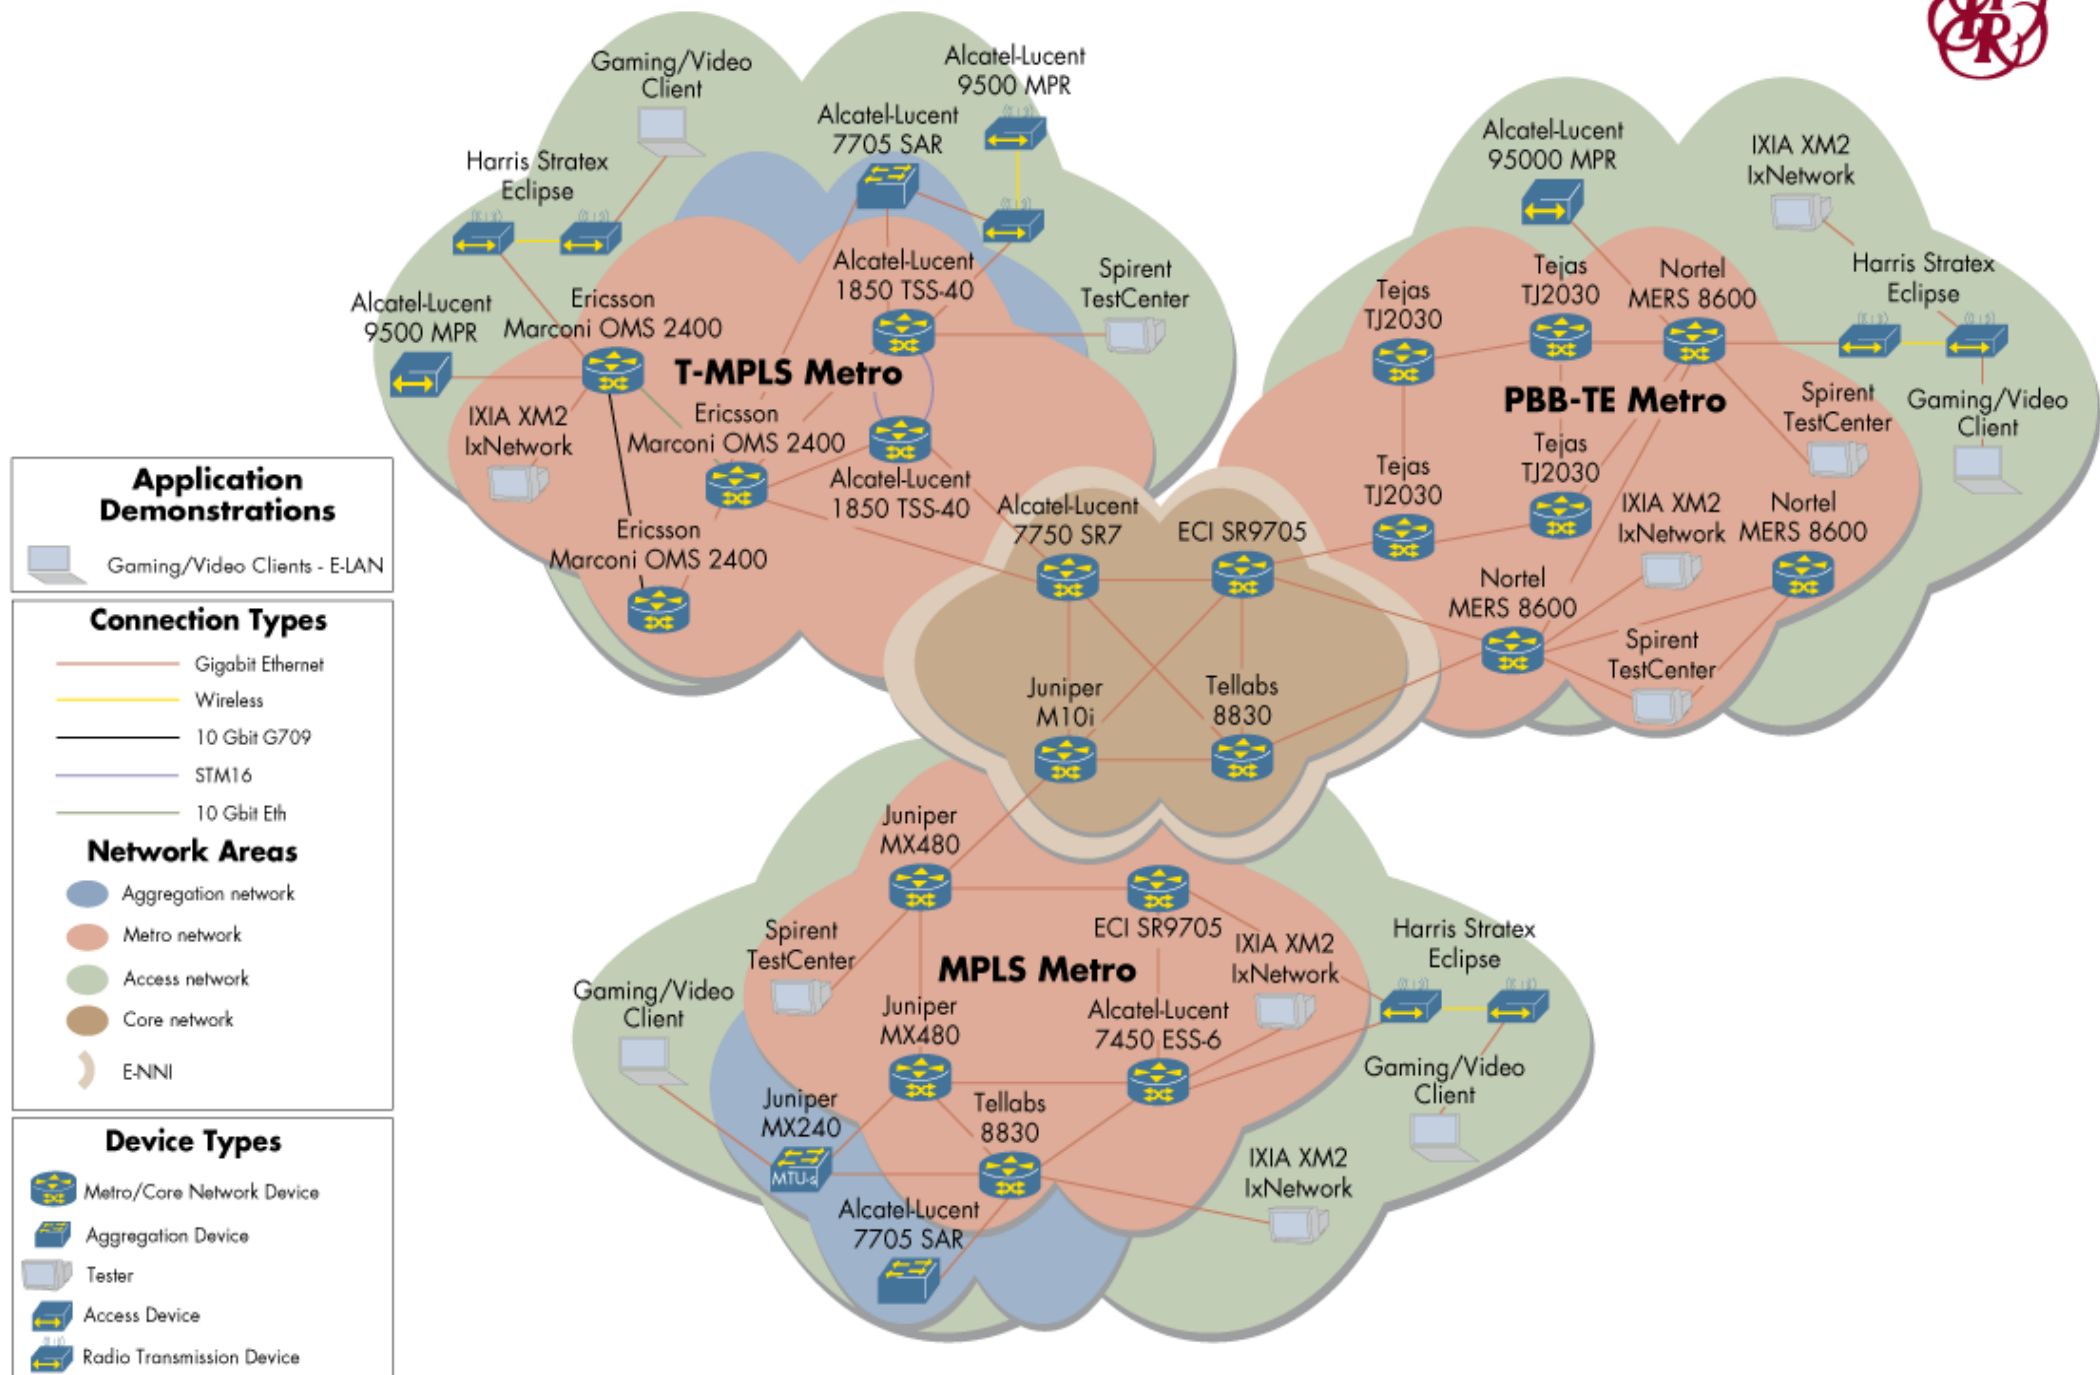 Gaming/Video
Client
Alcatel-Lucent
9500 MPR
Alcatel-Lucent
7705 SAR
Harris Stratex
Eclipse
Alcatel-Lucent
1850 TSS-40
Spirent
TestCenter
Alcatel-Lucent
9500 MPR
Ericsson
Marconi OMS 2400
T-MPLS Metro
IXIA XM2
IxNetwork
Ericsson
Marconi OMS 2400
Alcatel-Lucent
1850 TSS-40
Ericsson
Marconi OMS 2400
Alcatel-Lucent
95000 MPR
IXIA XM2
IxNetwork
Tejas
TJ2030
Tejas
TJ2030
Nortel
MERS 8600
Harris Stratex
Eclipse
PBB-TE Metro
Spirent
TestCenter
Gaming/Video
Client
Tejas
TJ2030
Tejas
TJ2030
IXIA XM2
IxNetwork
Nortel
MERS 8600
Nortel
MERS 8600
Spirent
TestCenter
Alcatel-Lucent
7750 SR7
ECI SR9705
Juniper
M10i
Tellabs
8830
Juniper
MX480
ECI SR9705
Spirent
TestCenter
MPLS Metro
IXIA XM2
IxNetwork
Harris Stratex
Eclipse
Gaming/Video
Client
Juniper
MX480
Alcatel-Lucent
7450 ESS-6
Gaming/Video
Client
Juniper
MX240
MTU-s
Tellabs
8830
IXIA XM2
IxNetwork
Alcatel-Lucent
7705 SAR
Application
Demonstrations
Gaming/Video Clients - E-LAN
Connection Types
Gigabit Ethernet
Wireless
10 Gbit G709
STM16
10 Gbit Eth
Network Areas
Aggregation network
Metro network
Access network
Core network
E-NNI
Device Types
Metro/Core Network Device
Aggregation Device
Tester
Access Device
Radio Transmission Device